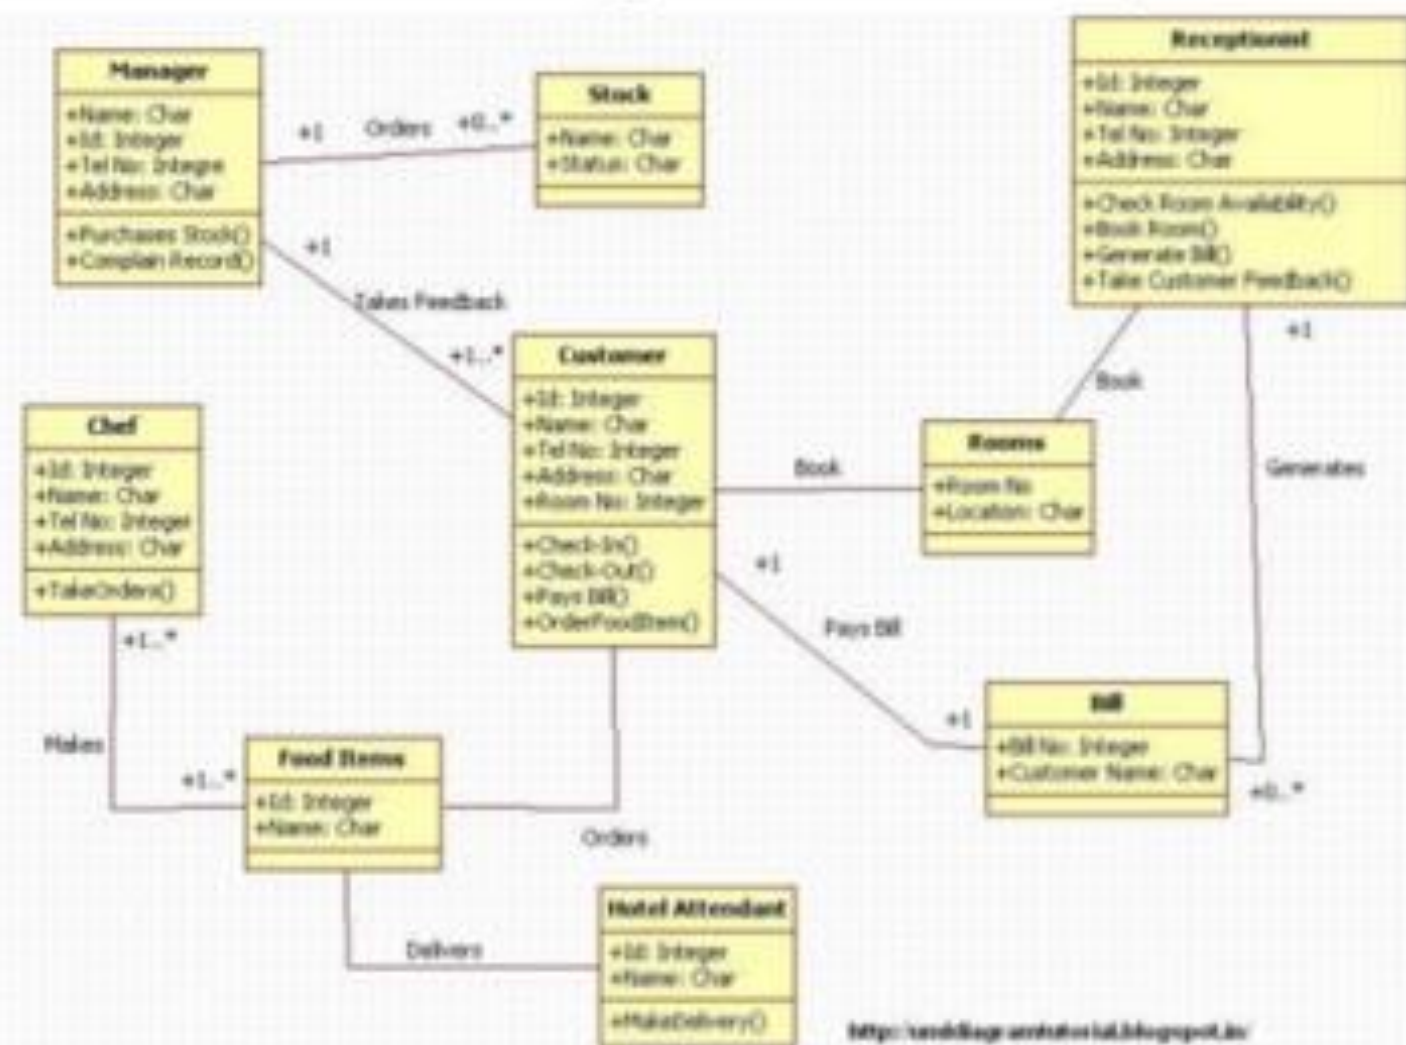 Manager
+Name: Char
+Id: Integer
+Tel No: Integre
+Address: Char
+Purchases Stock()
+Complain Record()
+1
Orders
+0..*
Stock
+Name: Char
+Status: Char
Receptionist
+Id: Integer
+Name: Char
+Tel No: Integer
+Address: Char
+Check Room Availability()
+Book Room()
+Generate Bill()
+Take Customer Feedback()
+1
Takes Feedback
+1..*
Customer
+Id: Integer
+Name: Char
+Tel No: Integer
+Address: Char
+Room No: Integer
+Check-In()
+Check-Out()
+Pays Bill()
+OrderFoodItem()
+1
Book
Generates
Book
Rooms
+Room No
+Location: Char
Chef
+Id: Integer
+Name: Char
+Tel No: Integer
+Address: Char
+TakeOrders()
+1..*
Makes
+1..*
+1
Pays Bill
+1
Bill
+Bill No: Integer
+Customer Name: Char
+0..*
Food Items
+Id: Integer
+Name: Char
Orders
Delivers
Hotel Attendant
+Id: Integer
+Name: Char
+MakeDelivery()
http://umldiagramtutorial.blogspot.in/